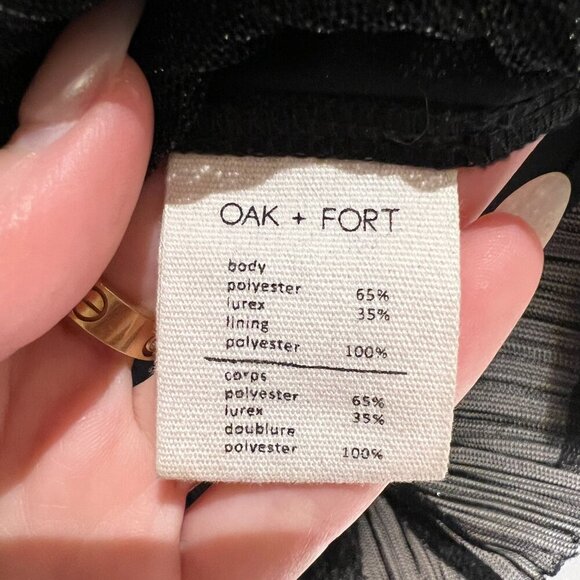 OAK + FORT
body
polyester 65%
lurex 35%
lining
polyester 100%
corps
polyester 65%
lurex 35%
doublure
polyester 100%